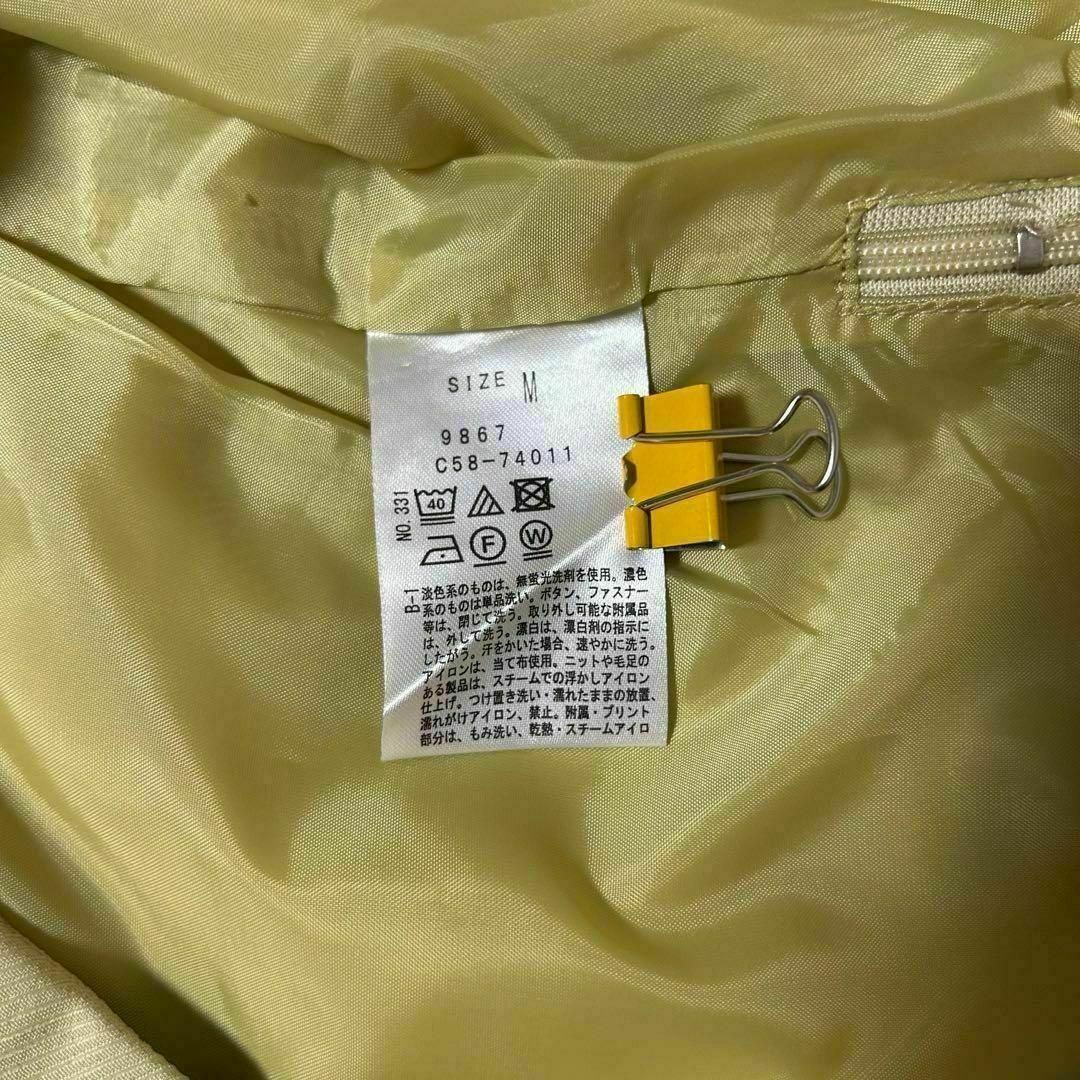 SIZE M
9867
C58-74011
NO. 331
40
F
W
B-1
淡色系のものは、無蛍光洗剤を使用。濃色
系のものは単品洗い。ボタン、ファスナー
等は、閉じて洗う。取り外し可能な附属品
は、外して洗う。漂白は、漂白剤の指示に
したがう。汗をかいた場合、速やかに洗う。
アイロンは、当て布使用。ニットや毛足の
ある製品は、スチームでの浮かしアイロン
仕上げ。つけ置き洗い・濡れたままの放置、
濡れがけアイロン、禁止。附属・プリント
部分は、もみ洗い、乾熱・スチームアイロ